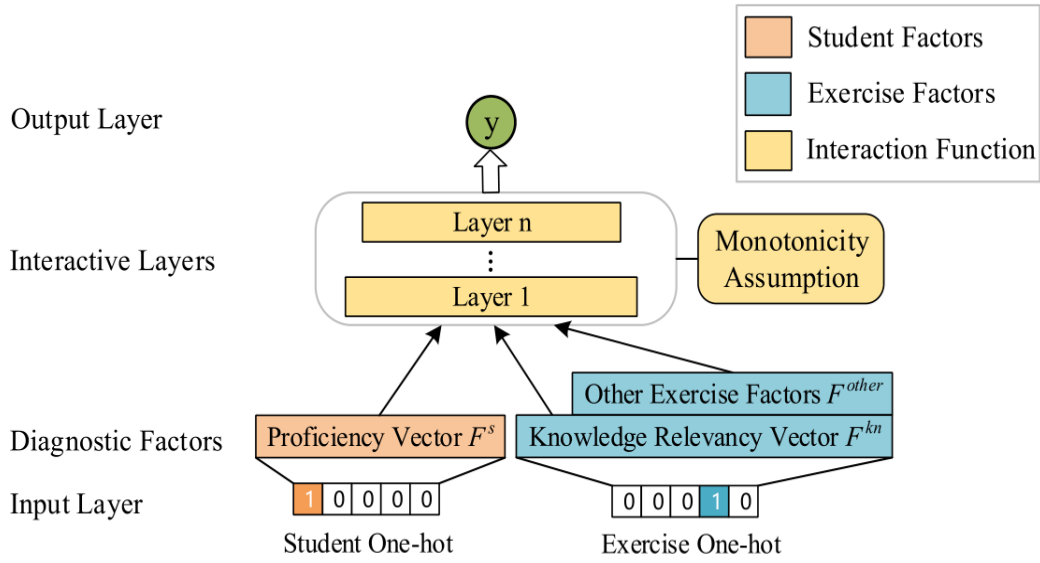 Student Factors
Exercise Factors
Interaction Function
Output Layer
y
Interactive Layers
Layer n
⋮
Layer 1
Monotonicity
Assumption
Other Exercise Factors F^other
Diagnostic Factors
Proficiency Vector F^s
Knowledge Relevancy Vector F^kn
Input Layer
1 0 0 0 0
0 0 0 1 0
Student One-hot
Exercise One-hot